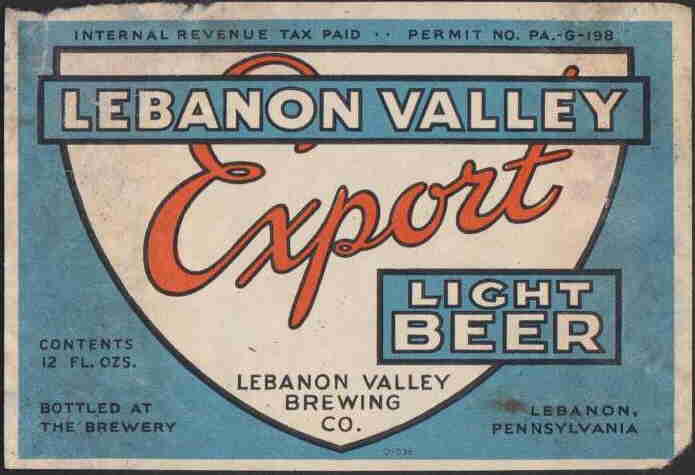 INTERNAL REVENUE TAX PAID ·· PERMIT NO. PA.-G-198
LEBANON VALLEY
Export
LIGHT
BEER
CONTENTS
12 FL. OZS.
BOTTLED AT
THE BREWERY
LEBANON VALLEY
BREWING
CO.
LEBANON,
PENNSYLVANIA